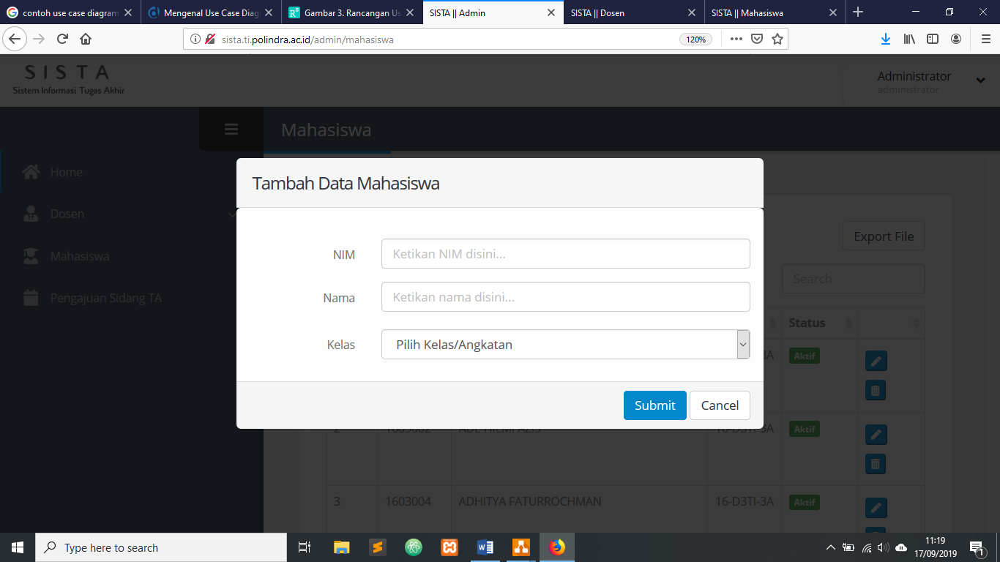 contoh use case diagram
Mengenal Use Case Diag
Gambar 3. Rancangan Us
SISTA || Admin
SISTA || Dosen
SISTA || Mahasiswa
sista.ti.polindra.ac.id/admin/mahasiswa
120%
SISTA
Sistem Informasi Tugas Akhir
Administrator
administrator
Mahasiswa
Home
Dosen
Mahasiswa
Pengajuan Sidang TA
Tambah Data Mahasiswa
NIM
Ketikan NIM disini...
Nama
Ketikan nama disini...
Kelas
Pilih Kelas/Angkatan
Submit
Cancel
Export File
Search
Status
Aktif
2 1603002 ADE HILMI AZIS 16-D3TI-3A Aktif
3 1603004 ADHITYA FATURROCHMAN 16-D3TI-3A Aktif
Type here to search
11:19
17/09/2019
1